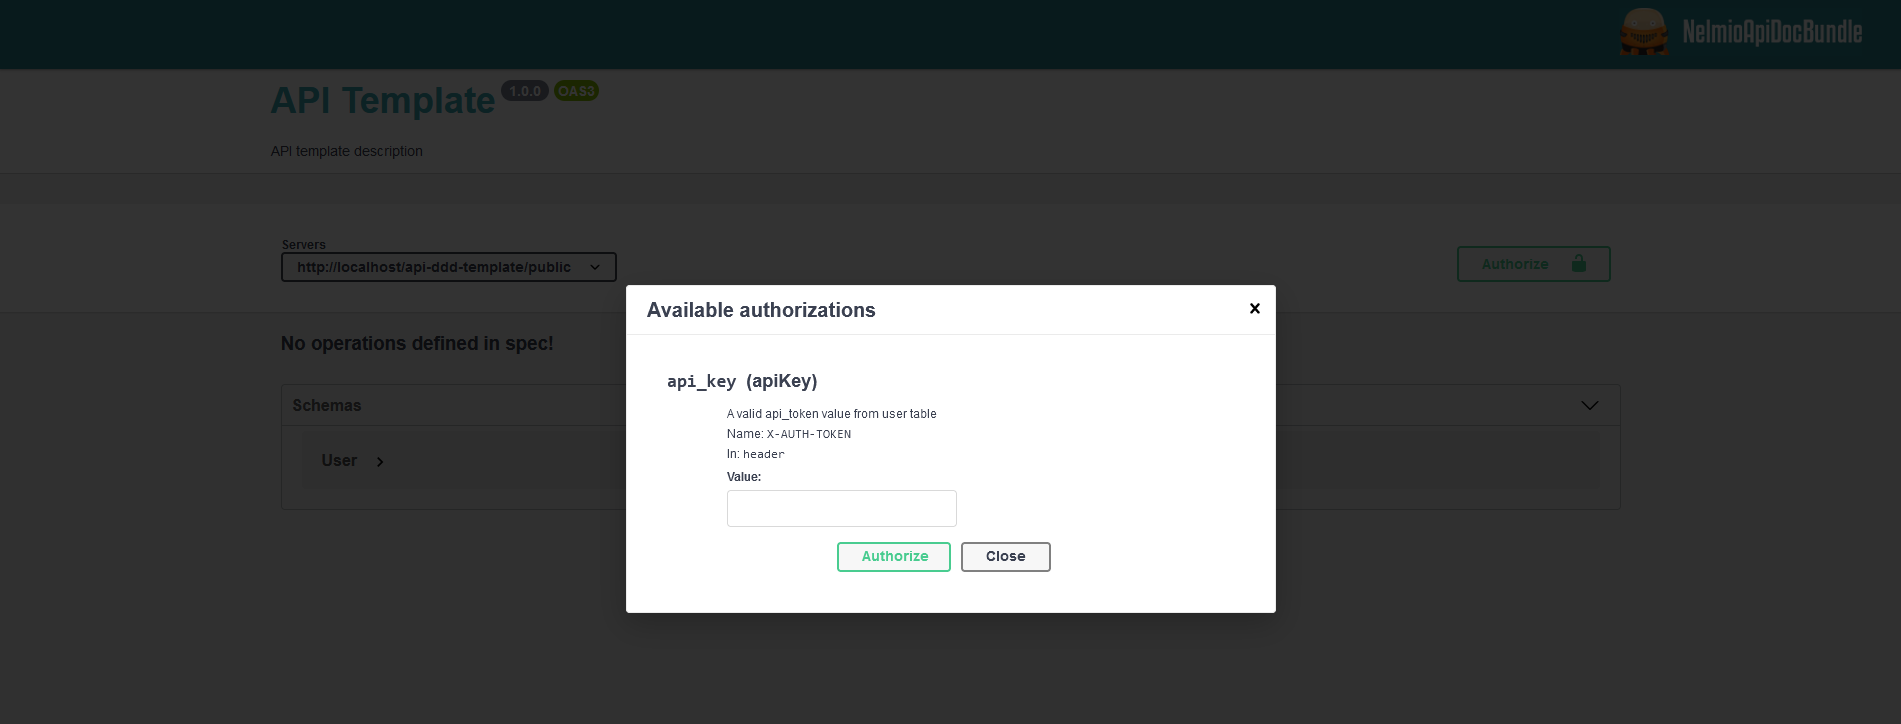 NelmioApiDocBundle
API Template 1.0.0 OAS3
API template description
Servers
http://localhost/api-ddd-template/public
Authorize
Available authorizations
No operations defined in spec!
api_key (apiKey)
Schemas
A valid api_token value from user table
Name: X-AUTH-TOKEN
In: header
User
Value:
Authorize Close